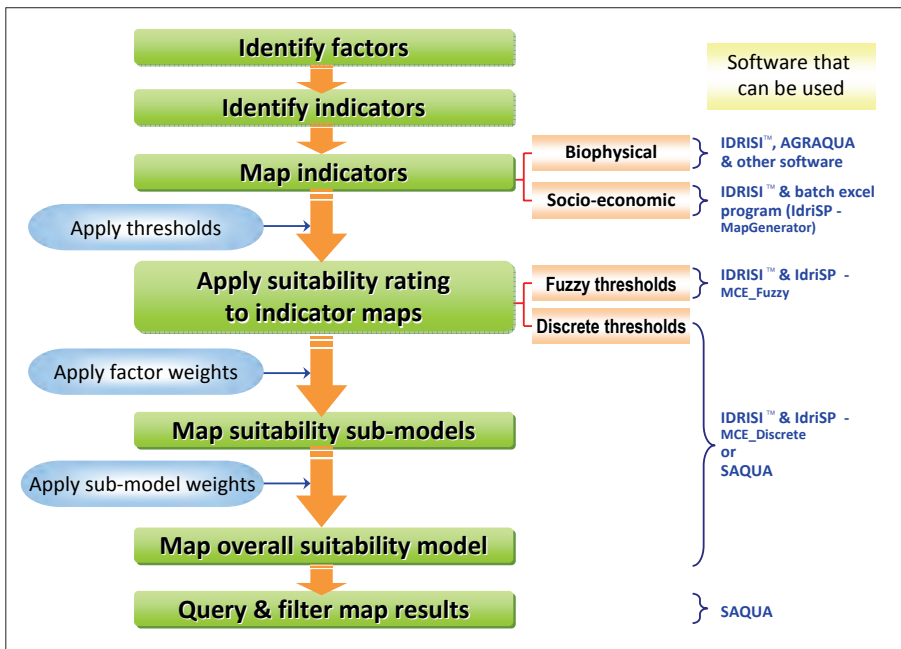 Identify factors
Software that
can be used
Identify indicators
Map indicators
Biophysical
IDRISI™, AGRAQUA
& other software
Socio-economic
IDRISI™ & batch excel
program (IdriSP -
MapGenerator)
Apply thresholds
Apply suitability rating
to indicator maps
Fuzzy thresholds
IDRISI ™ & IdriSP -
MCE_Fuzzy
Discrete thresholds
Apply factor weights
Map suitability sub-models
IDRISI ™ & IdriSP -
MCE_Discrete
or
SAQUA
Apply sub-model weights
Map overall suitability model
Query & filter map results
SAQUA